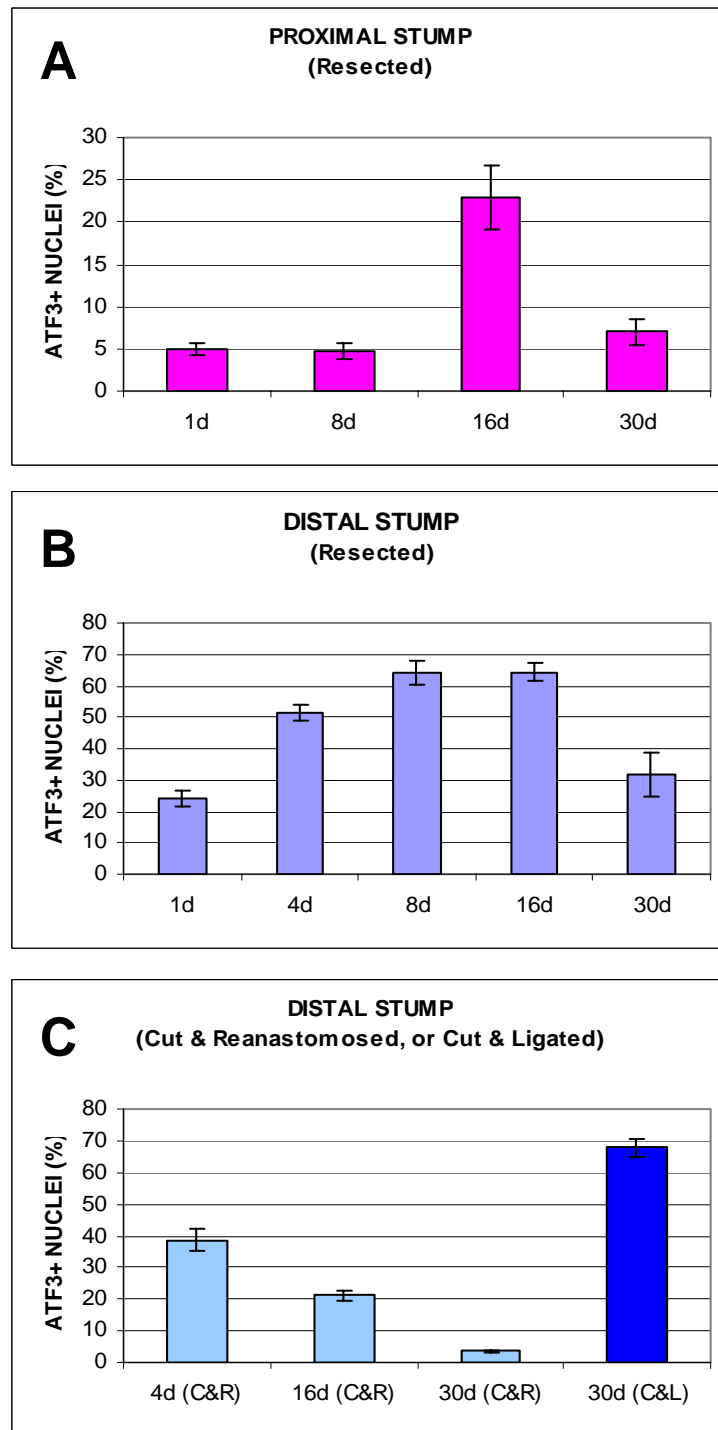 A
PROXIMAL STUMP
(Resected)
ATF3+ NUCLEI (%)
30
25
20
15
10
5
0
1d 8d 16d 30d
B
DISTAL STUMP
(Resected)
ATF3+ NUCLEI (%)
80
70
60
50
40
30
20
10
0
1d 4d 8d 16d 30d
C
DISTAL STUMP
(Cut & Reanastomosed, or Cut & Ligated)
ATF3+ NUCLEI (%)
80
70
60
50
40
30
20
10
0
4d (C&R) 16d (C&R) 30d (C&R) 30d (C&L)